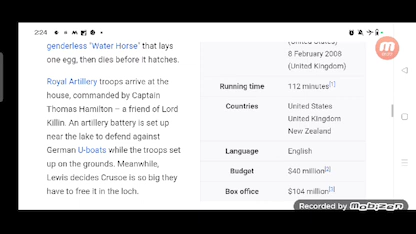 2:24
genderless "Water Horse" that lays
one egg, then dies before it hatches.
Royal Artillery troops arrive at the
house, commanded by Captain
Thomas Hamilton – a friend of Lord
Killin. An artillery battery is set up
near the lake to defend against
German U-boats while the troops set
up on the grounds. Meanwhile,
Lewis decides Crusoe is so big they
have to free it in the loch.
(United States)
8 February 2008
(United Kingdom)
Running time 112 minutes[1]
Countries United States
United Kingdom
New Zealand
Language English
Budget $40 million[2]
Box office $104 million[3]
Recorded by Mobizen